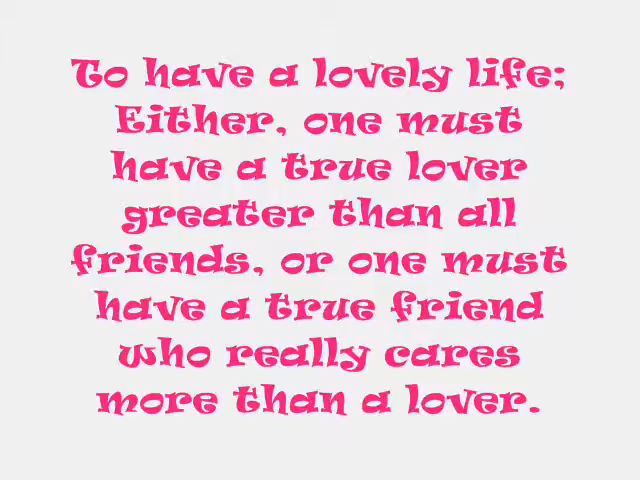 To have a lovely life;
Either, one must
have a true lover
greater than all
friends, or one must
have a true friend
who really cares
more than a lover.